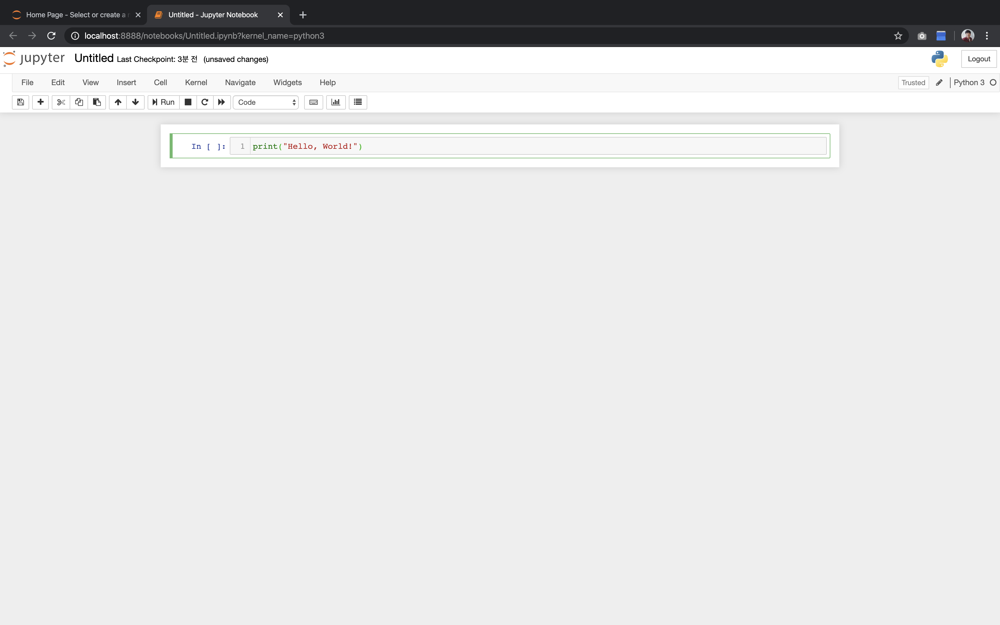 Home Page - Select or create a
Untitled - Jupyter Notebook
localhost:8888/notebooks/Untitled.ipynb?kernel_name=python3
jupyter Untitled Last Checkpoint: 3분 전 (unsaved changes)
Logout
File Edit View Insert Cell Kernel Navigate Widgets Help
Trusted Python 3
Run Code
In [ ]: 1 print("Hello, World!")